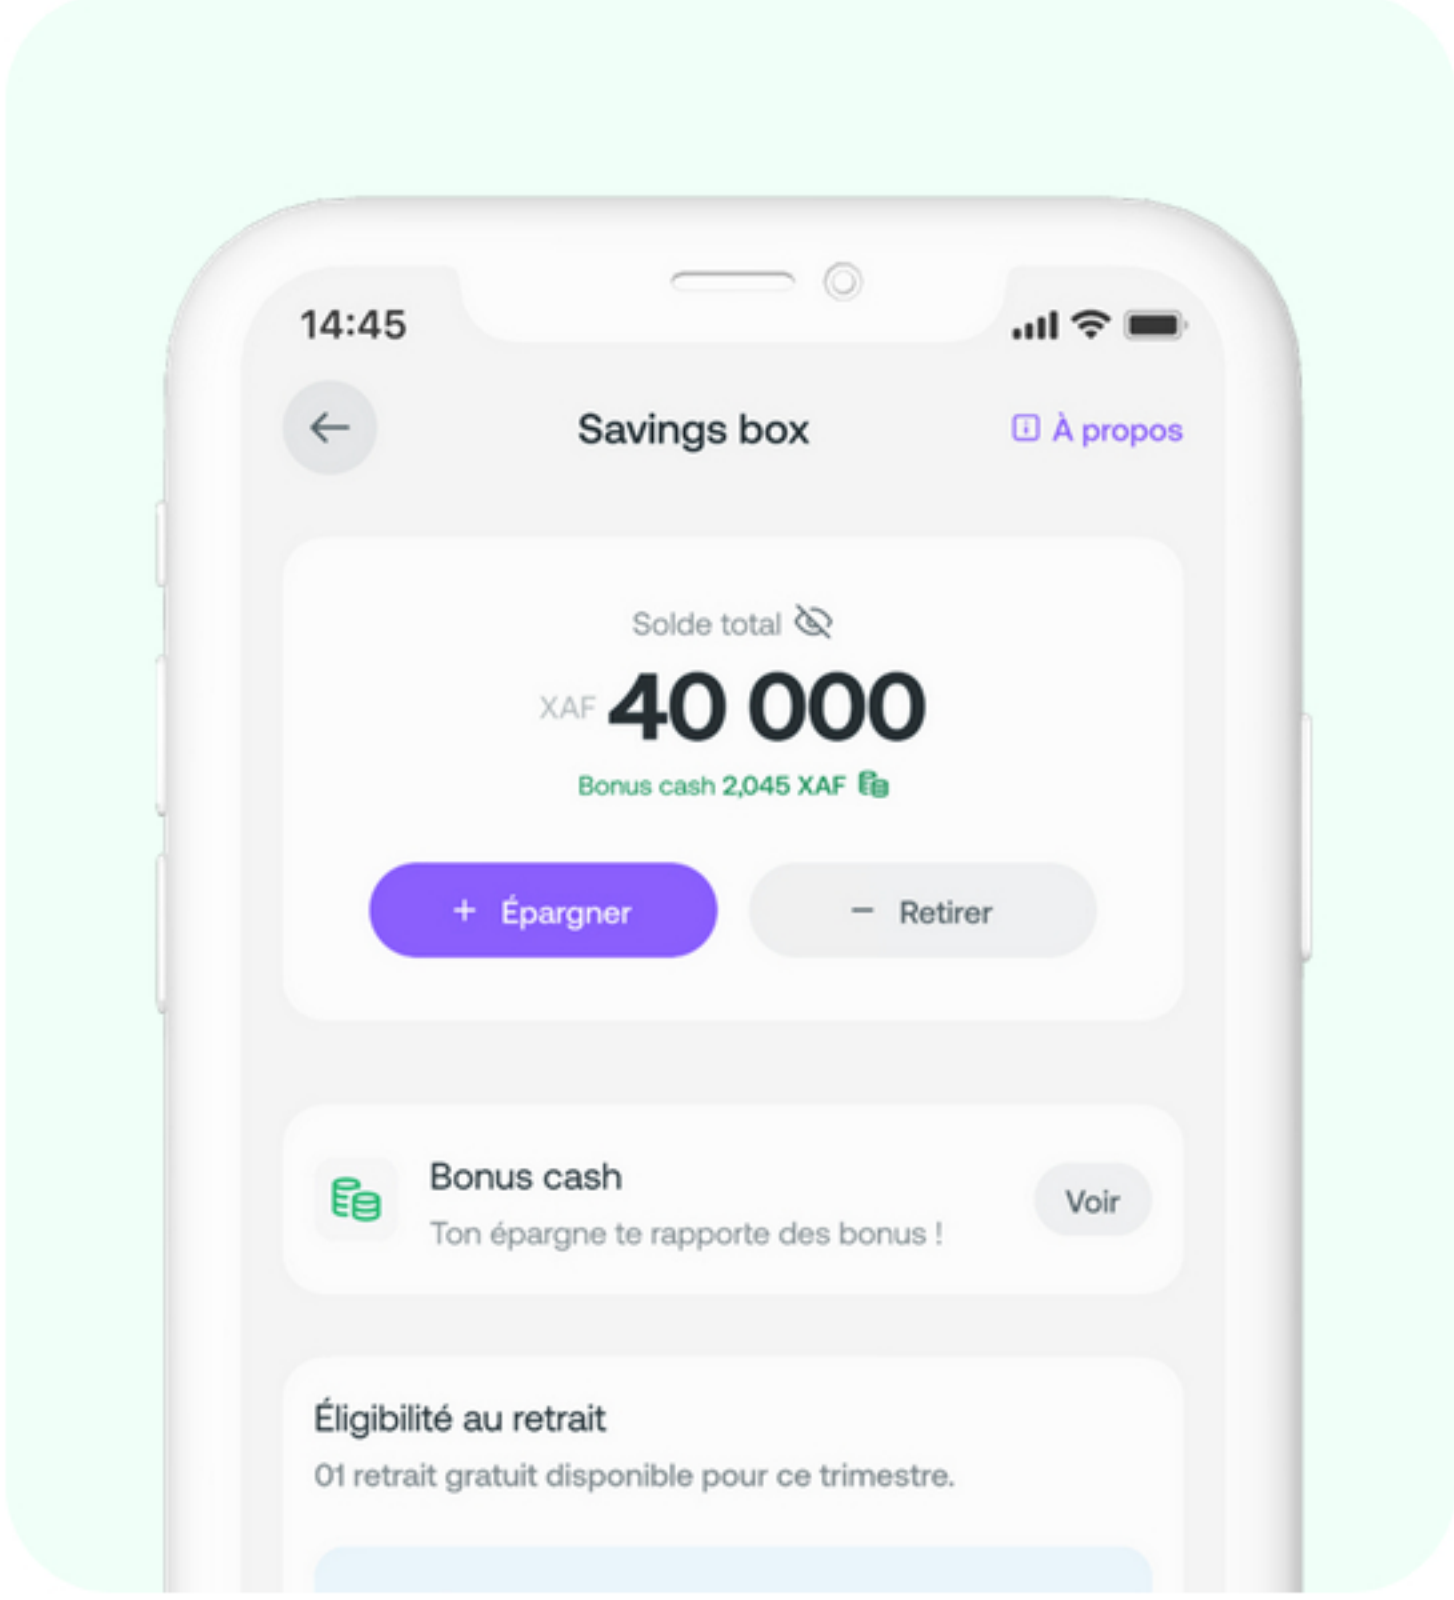 14:45
Savings box
À propos
Solde total
XAF 40 000
Bonus cash 2,045 XAF
+ Épargner
− Retirer
Bonus cash
Ton épargne te rapporte des bonus !
Voir
Éligibilité au retrait
01 retrait gratuit disponible pour ce trimestre.